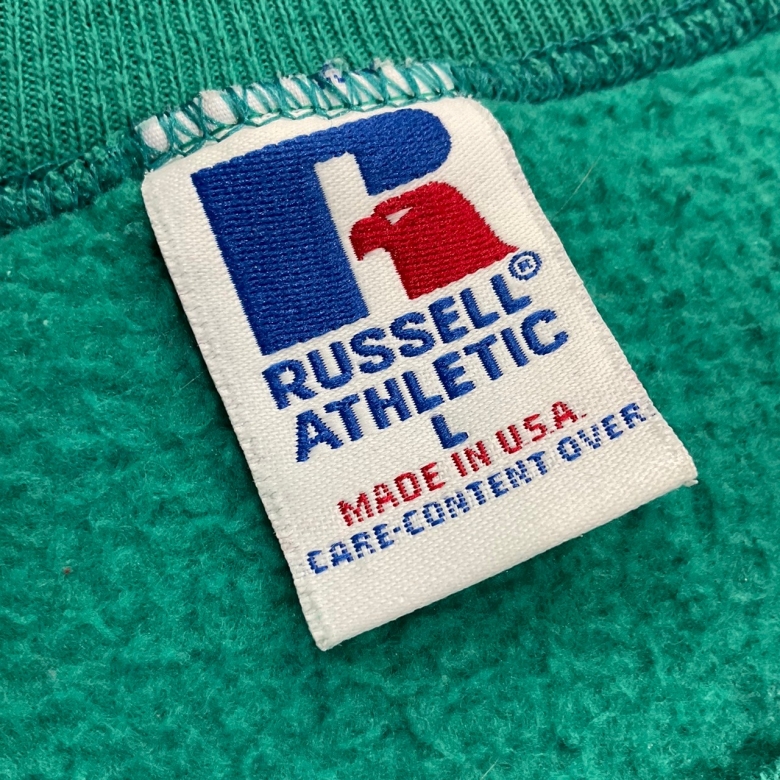 RUSSELL®
ATHLETIC
L
MADE IN U.S.A.
CARE-CONTENT OVER